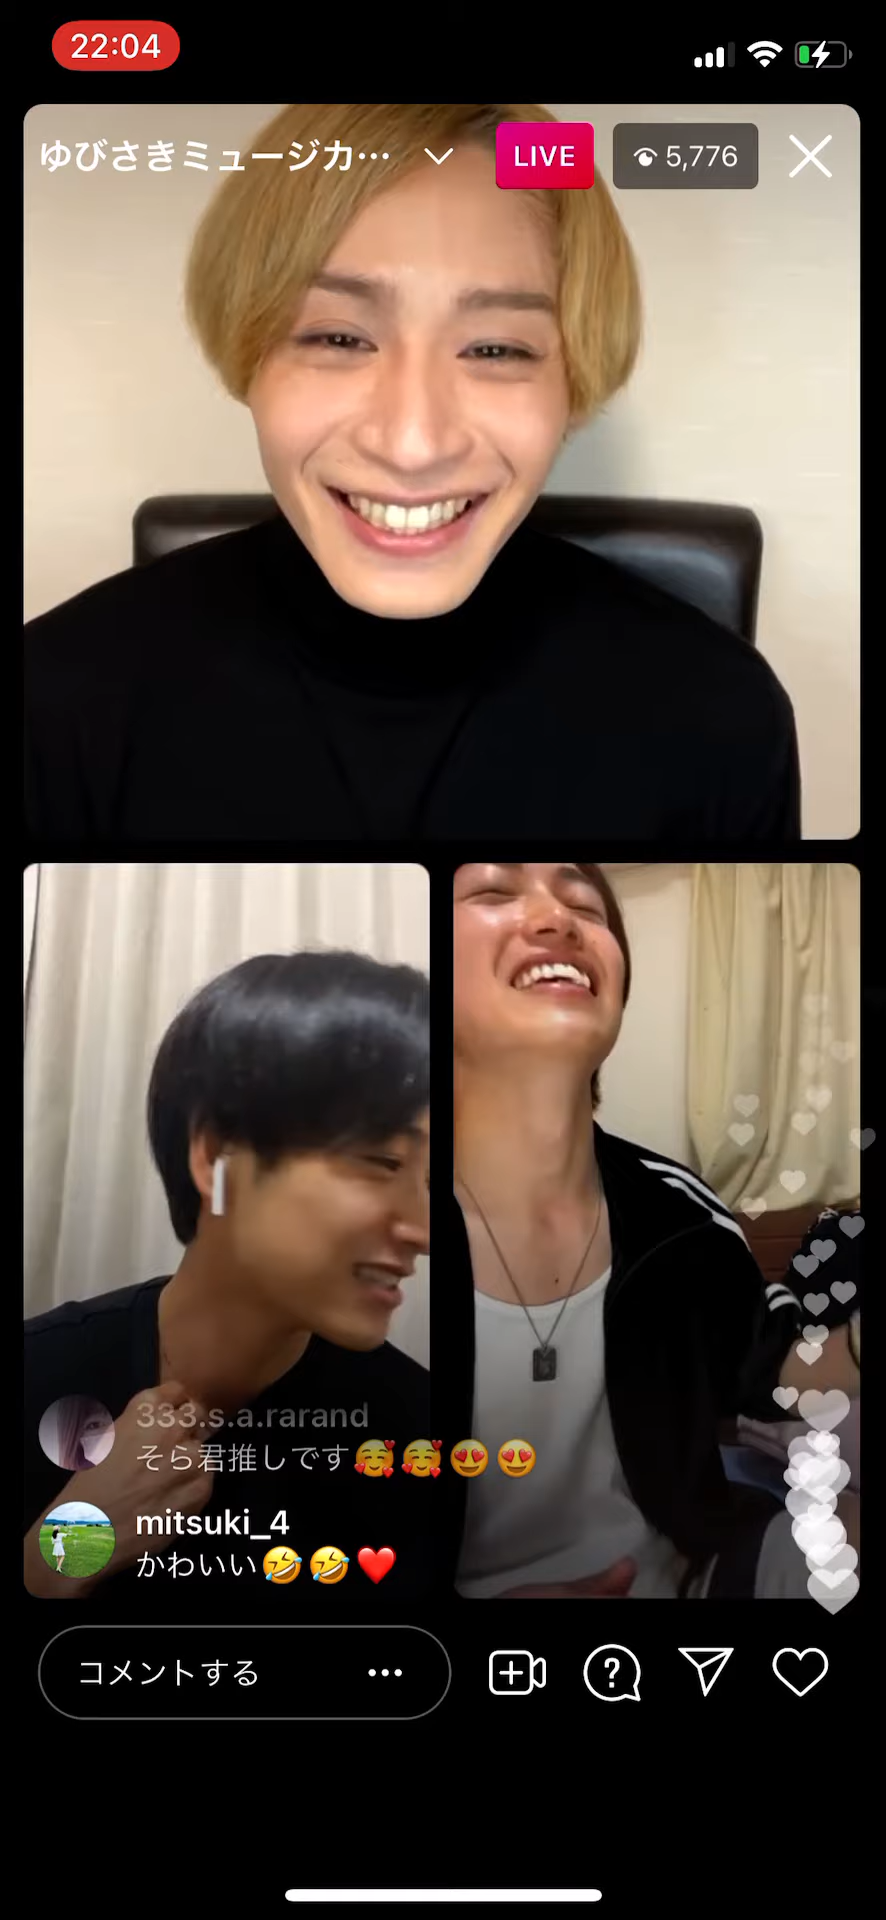 22:04
ゆびさきミュージカ…
LIVE
5,776
333.s.a.rarand
そら君推しです🥰🥰😍😍
mitsuki_4
かわいい🤣🤣❤️
コメントする